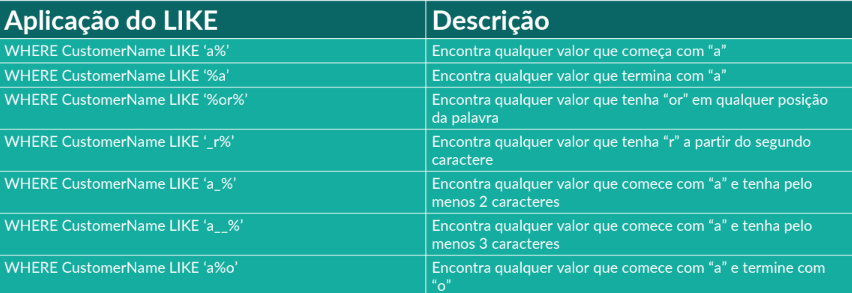 Aplicação do LIKE
Descrição
WHERE CustomerName LIKE ‘a%’
Encontra qualquer valor que começa com “a”
WHERE CustomerName LIKE ‘%a’
Encontra qualquer valor que termina com “a”
WHERE CustomerName LIKE ‘%or%’
Encontra qualquer valor que tenha “or” em qualquer posição
da palavra
WHERE CustomerName LIKE ‘_r%’
Encontra qualquer valor que tenha “r” a partir do segundo
caractere
WHERE CustomerName LIKE ‘a_%’
Encontra qualquer valor que comece com “a” e tenha pelo
menos 2 caracteres
WHERE CustomerName LIKE ‘a__%’
Encontra qualquer valor que comece com “a” e tenha pelo
menos 3 caracteres
WHERE CustomerName LIKE ‘a%o’
Encontra qualquer valor que comece com “a” e termine com
“o”